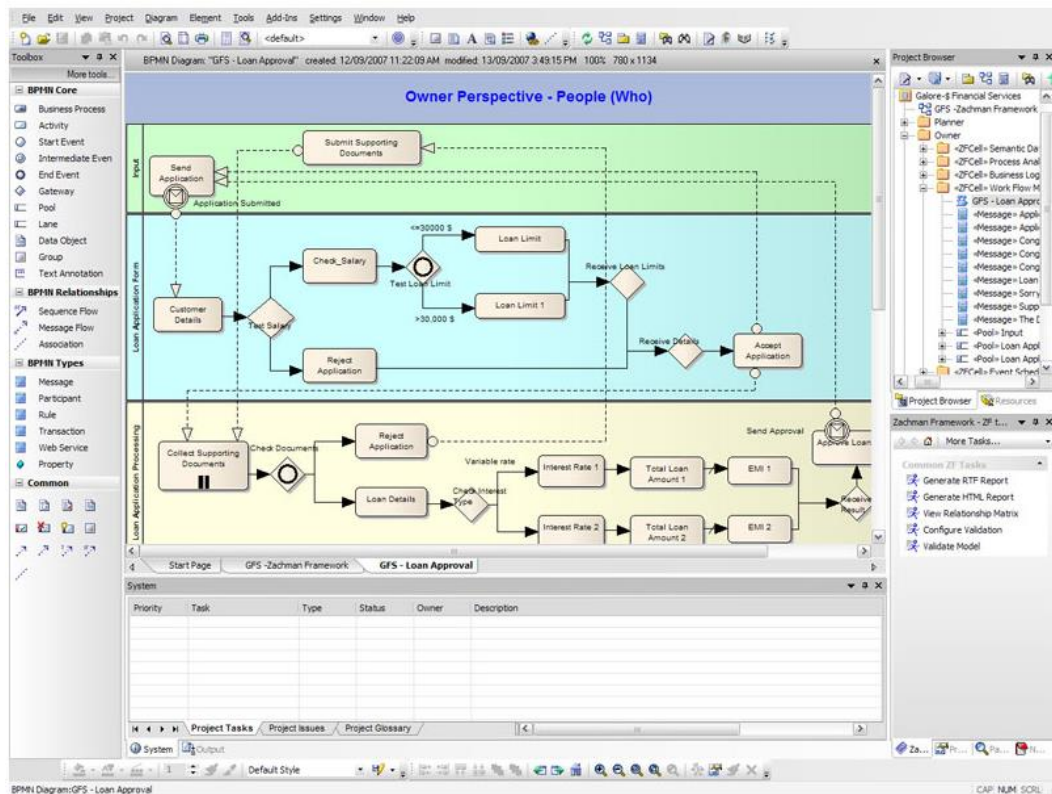 File Edit View Project Diagram Element Tools Add-Ins Settings Window Help
<default>
Toolbox
More tools...
BPMN Core
Business Process
Activity
Start Event
Intermediate Even
End Event
Gateway
Pool
Lane
Data Object
Group
Text Annotation
BPMN Relationships
Sequence Flow
Message Flow
Association
BPMN Types
Message
Participant
Rule
Transaction
Web Service
Property
Common
BPMN Diagram: "GFS - Loan Approval" created: 12/09/2007 11:22:09 AM modified: 13/09/2007 3:49:15 PM 100% 780 x 1134
Owner Perspective - People (Who)
Input
Send
Application
Application Submitted
Submit Supporting
Documents
Loan Application Form
Customer
Details
Test Salary
Check_Salary
Reject
Application
<=30000 $
Test Loan Limit
>30,000 $
Loan Limit
Loan Limit 1
Receive Loan Limits
Receive Details
Accept
Application
Loan Application Processing
Collect Supporting
Documents
Check Documents
Reject
Application
Loan Details
Variable rate
Check Interest
Type
Interest Rate 1
Total Loan
Amount 1
EMI 1
Interest Rate 2
Total Loan
Amount 2
EMI 2
Send Approval
Approve Loan
Receive
Result
Start Page GFS -Zachman Framework GFS - Loan Approval
System
Priority Task Type Status Owner Description
Project Tasks Project Issues Project Glossary
System Output
Default Style
BPMN Diagram:GFS - Loan Approval
CAP NUM SCRL
Project Browser
Galore-$ Financial Services
GFS -Zachman Framework
Planner
Owner
«ZFCell» Semantic Da
«ZFCell» Process Anal
«ZFCell» Business Log
«ZFCell» Work Flow M
GFS - Loan Appro
«Message» Appli
«Message» Appli
«Message» Cong
«Message» Cong
«Message» Cong
«Message» Loan
«Message» Sorry
«Message» Supp
«Message» The D
«Pool» Input
«Pool» Loan Appl
«Pool» Loan Appl
«ZFCell» Event Sched
Project Browser Resources
Zachman Framework - ZF t...
More Tasks...
Common ZF Tasks
Generate RTF Report
Generate HTML Report
View Relationship Matrix
Configure Validation
Validate Model
Za... Pr... Pa... N...